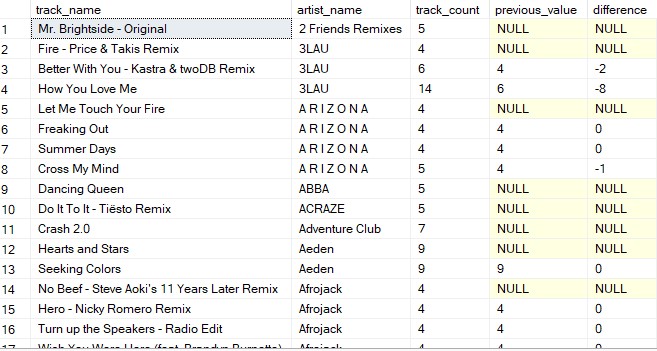 track_name artist_name track_count previous_value difference
1 Mr. Brightside - Original 2 Friends Remixes 5 NULL NULL
2 Fire - Price & Takis Remix 3LAU 4 NULL NULL
3 Better With You - Kastra & twoDB Remix 3LAU 6 4 -2
4 How You Love Me 3LAU 14 6 -8
5 Let Me Touch Your Fire A R I Z O N A 4 NULL NULL
6 Freaking Out A R I Z O N A 4 4 0
7 Summer Days A R I Z O N A 4 4 0
8 Cross My Mind A R I Z O N A 5 4 -1
9 Dancing Queen ABBA 5 NULL NULL
10 Do It To It - Tiësto Remix ACRAZE 5 NULL NULL
11 Crash 2.0 Adventure Club 7 NULL NULL
12 Hearts and Stars Aeden 9 NULL NULL
13 Seeking Colors Aeden 9 9 0
14 No Beef - Steve Aoki's 11 Years Later Remix Afrojack 4 NULL NULL
15 Hero - Nicky Romero Remix Afrojack 4 4 0
16 Turn up the Speakers - Radio Edit Afrojack 4 4 0
17 Wish You Were Here (feat. Brandyn Burnette) Afrojack 4 4 0